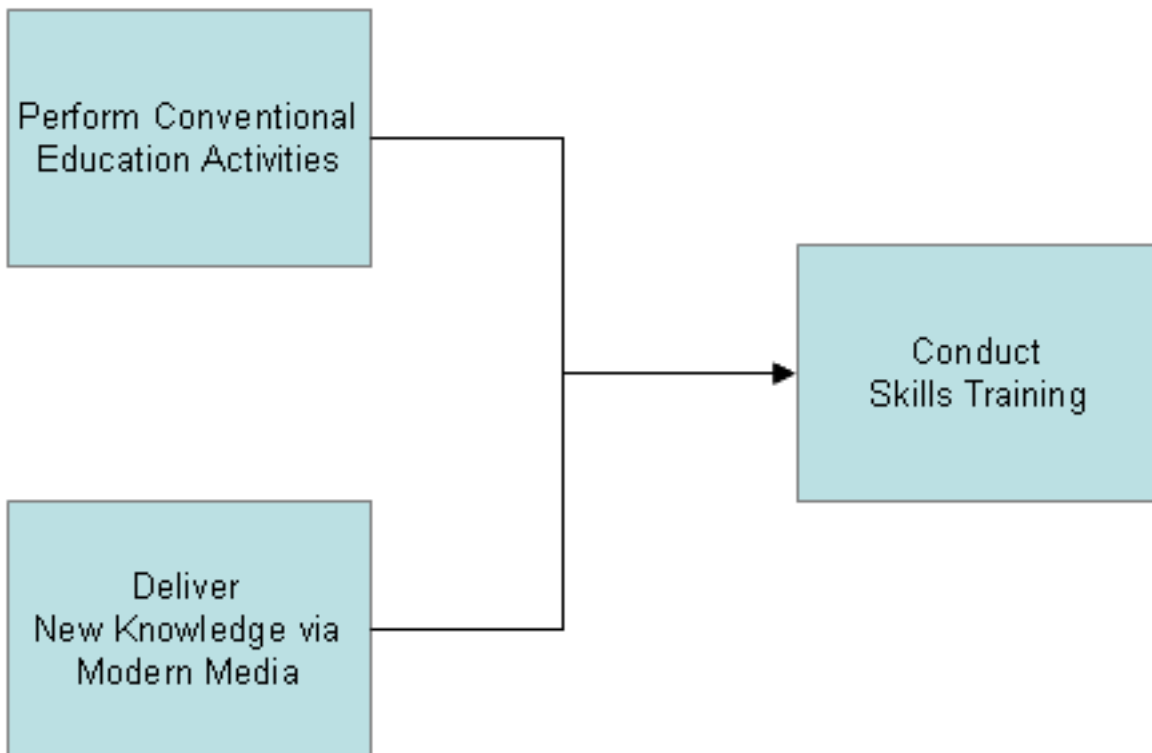 Perform Conventional
Education Activities
Conduct
Skills Training
Deliver
New Knowledge via
Modern Media